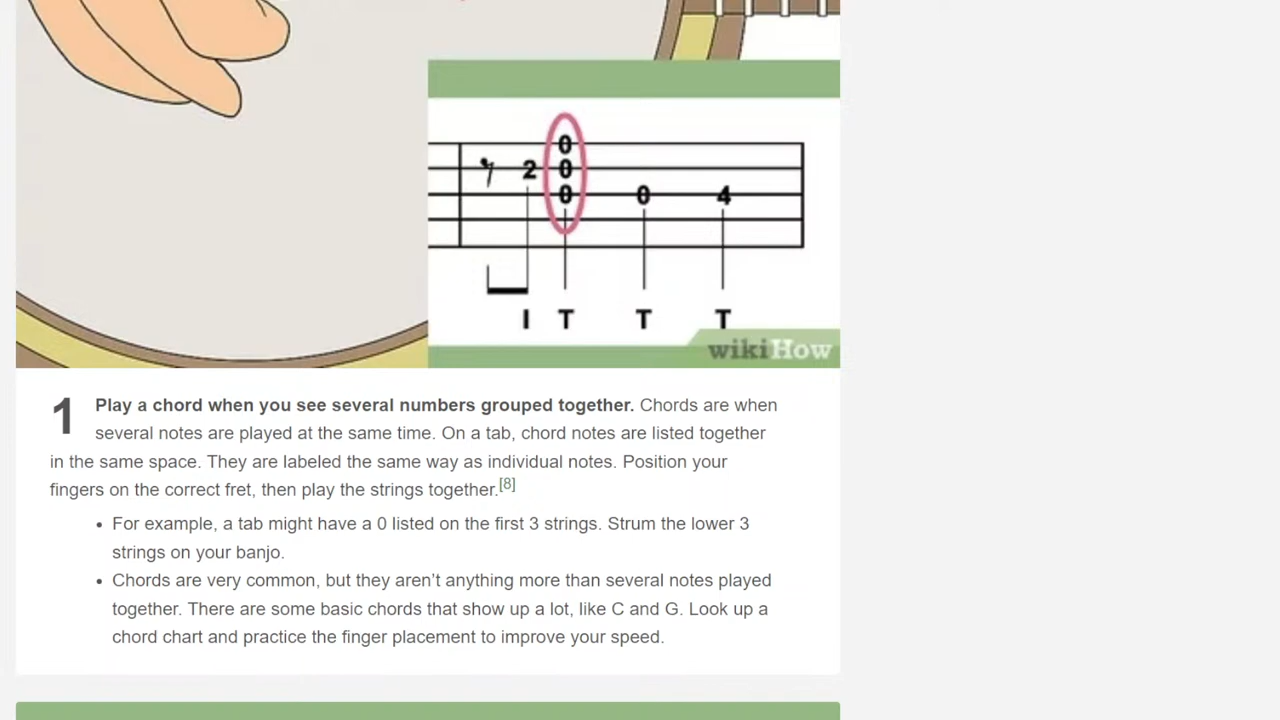 0
2 0
0 0 4
I T T T
wikiHow
1 Play a chord when you see several numbers grouped together. Chords are when
several notes are played at the same time. On a tab, chord notes are listed together
in the same space. They are labeled the same way as individual notes. Position your
fingers on the correct fret, then play the strings together.[8]
• For example, a tab might have a 0 listed on the first 3 strings. Strum the lower 3
strings on your banjo.
• Chords are very common, but they aren’t anything more than several notes played
together. There are some basic chords that show up a lot, like C and G. Look up a
chord chart and practice the finger placement to improve your speed.